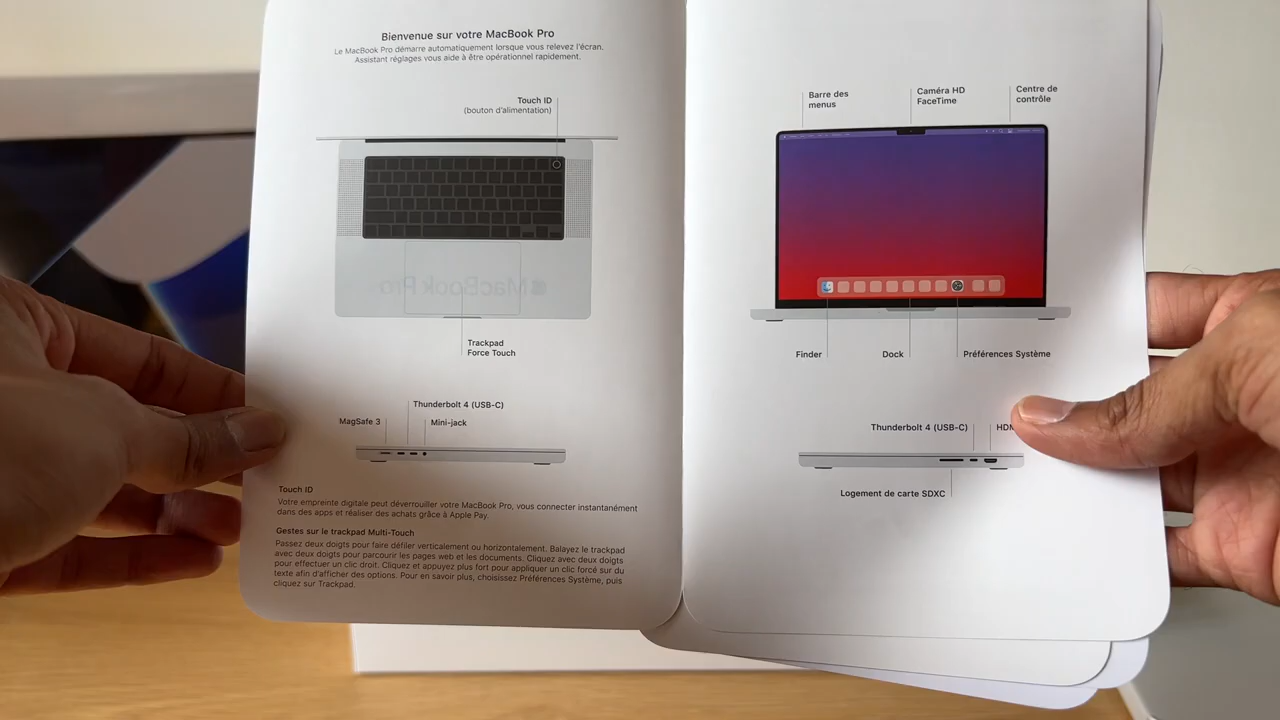 Bienvenue sur votre MacBook Pro
Le MacBook Pro démarre automatiquement lorsque vous relevez l'écran.
Assistant réglages vous aide à être opérationnel rapidement.
Touch ID
(bouton d'alimentation)
MacBook Pro
Trackpad
Force Touch
Thunderbolt 4 (USB-C)
MagSafe 3
Mini-jack
Touch ID
Votre empreinte digitale peut déverrouiller votre MacBook Pro, vous connecter instantanément
dans des apps et réaliser des achats grâce à Apple Pay.
Gestes sur le trackpad Multi-Touch
Passez deux doigts pour faire défiler verticalement ou horizontalement. Balayez le trackpad
avec deux doigts pour parcourir les pages web et les documents. Cliquez avec deux doigts
pour effectuer un clic droit. Cliquez et appuyez plus fort pour appliquer un clic forcé sur du
texte afin d'afficher des options. Pour en savoir plus, choisissez Préférences Système, puis
cliquez sur Trackpad.
Barre des
menus
Caméra HD
FaceTime
Centre de
contrôle
Finder
Dock
Préférences Système
Thunderbolt 4 (USB-C)
HDM
Logement de carte SDXC